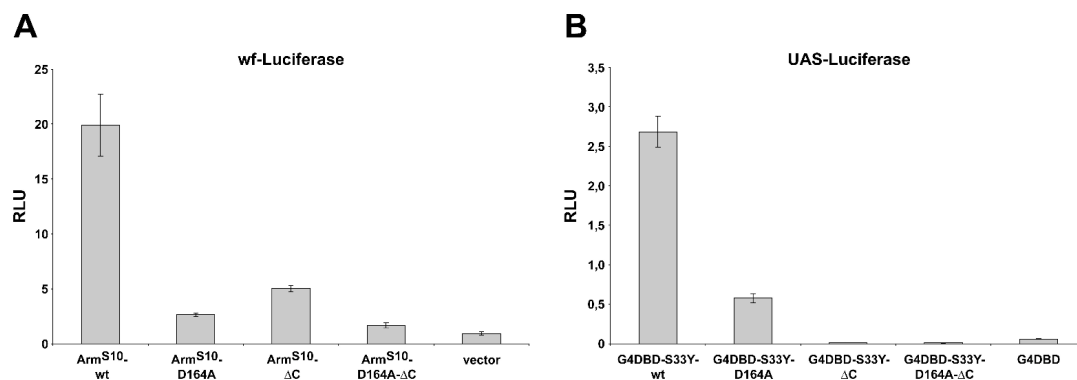 A
wf-Luciferase
RLU
25
20
15
10
5
0
ArmS10-
wt
ArmS10-
D164A
ArmS10-
ΔC
ArmS10-
D164A-ΔC
vector
B
UAS-Luciferase
RLU
3,5
3,0
2,5
2,0
1,5
1,0
0,5
0
G4DBD-S33Y-
wt
G4DBD-S33Y-
D164A
G4DBD-S33Y-
ΔC
G4DBD-S33Y-
D164A-ΔC
G4DBD